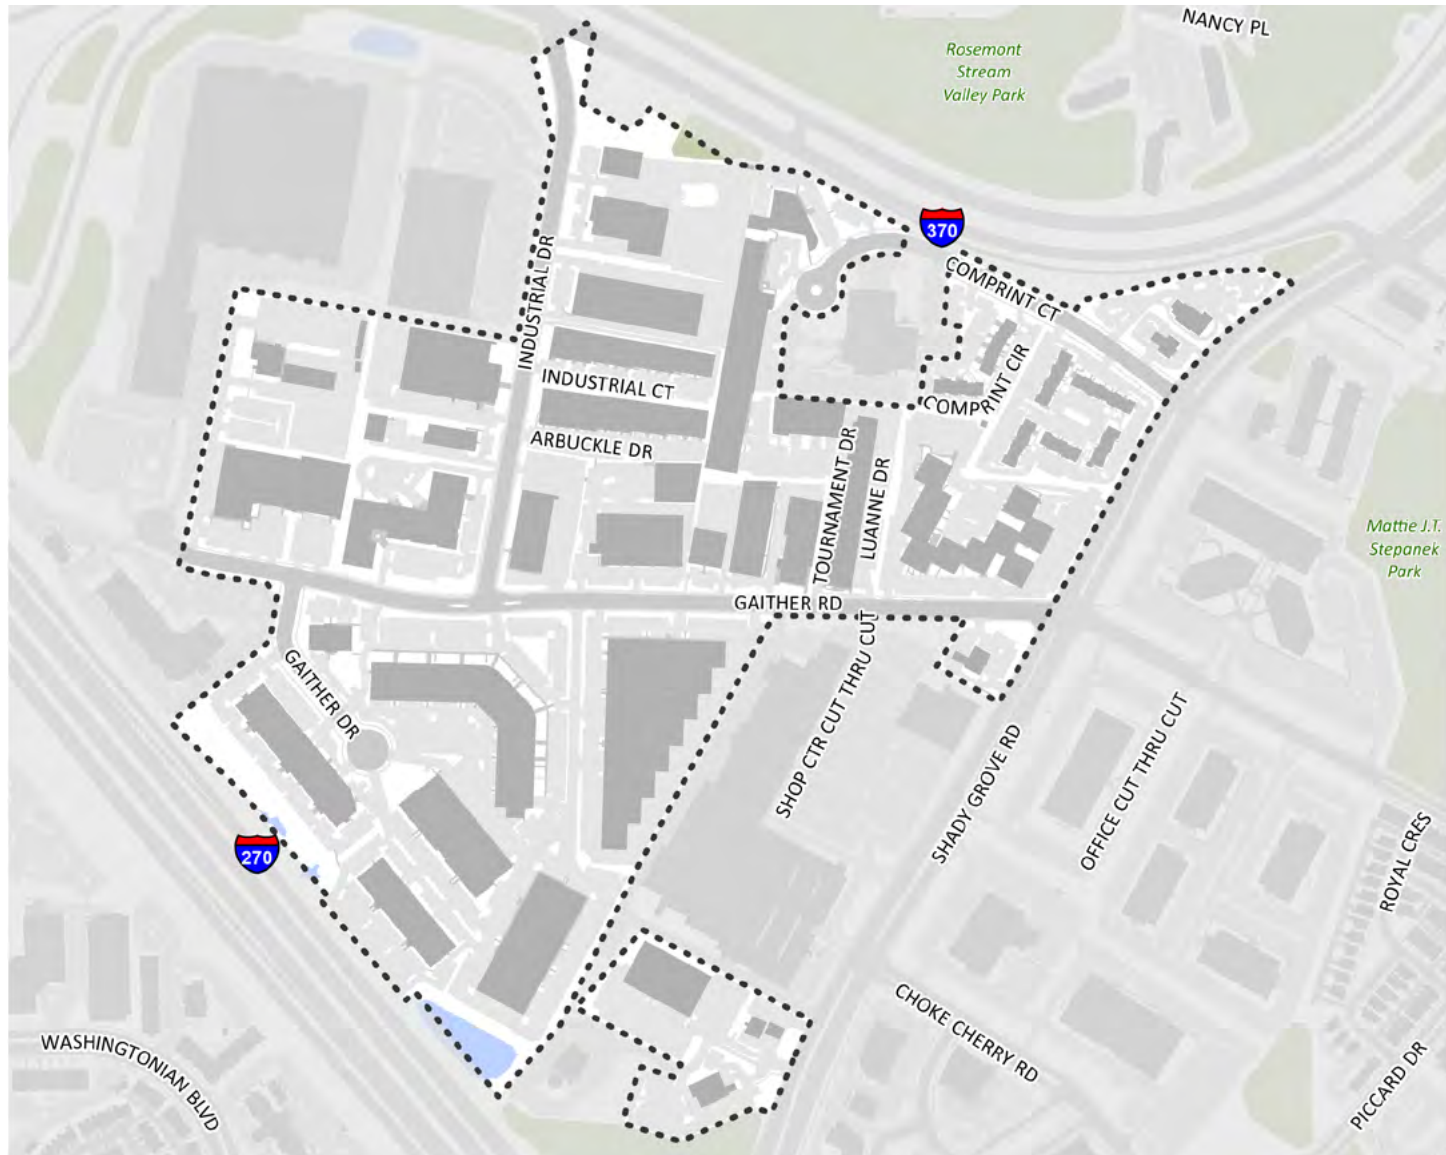 NANCY PL
Rosemont
Stream
Valley Park
370
INDUSTRIAL DR
COMPRINT CT
INDUSTRIAL CT
COMPRINT CIR
COMPRINT
ARBUCKLE DR
TOURNAMENT DR
LUANNE DR
Mattie J.T.
Stepanek
Park
GAITHER RD
GAITHER DR
SHOP CTR CUT THRU CUT
SHADY GROVE RD
OFFICE CUT THRU CUT
ROYAL CRES
270
CHOKE CHERRY RD
WASHINGTONIAN BLVD
PICCARD DR